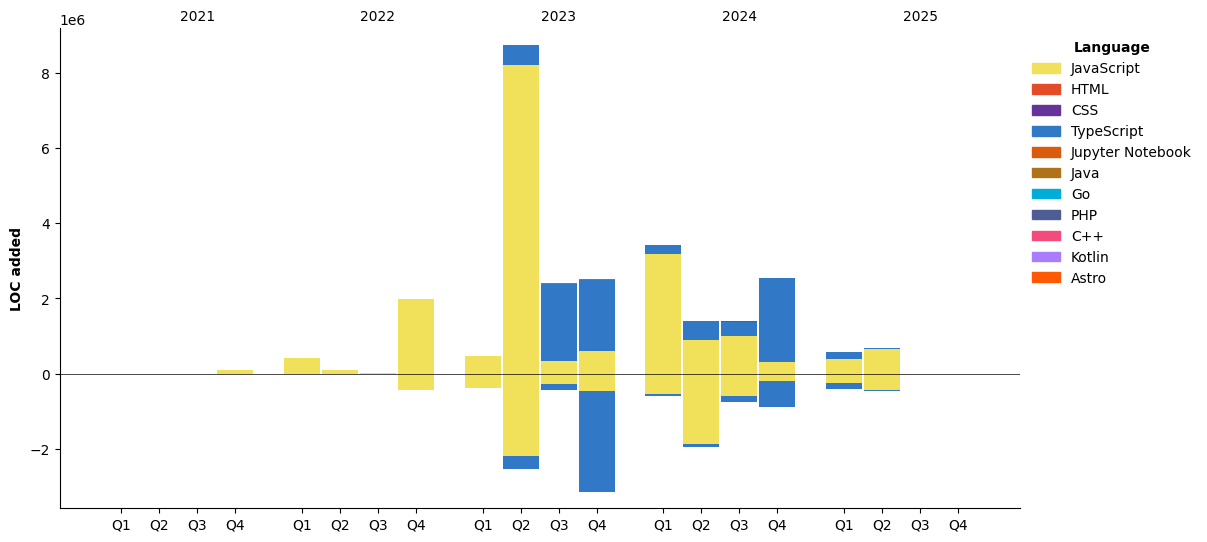 2021 2022 2023 2024 2025
1e6
8
6
4
2
0
−2
LOC added
Q1 Q2 Q3 Q4 Q1 Q2 Q3 Q4 Q1 Q2 Q3 Q4 Q1 Q2 Q3 Q4 Q1 Q2 Q3 Q4
Language
JavaScript
HTML
CSS
TypeScript
Jupyter Notebook
Java
Go
PHP
C++
Kotlin
Astro